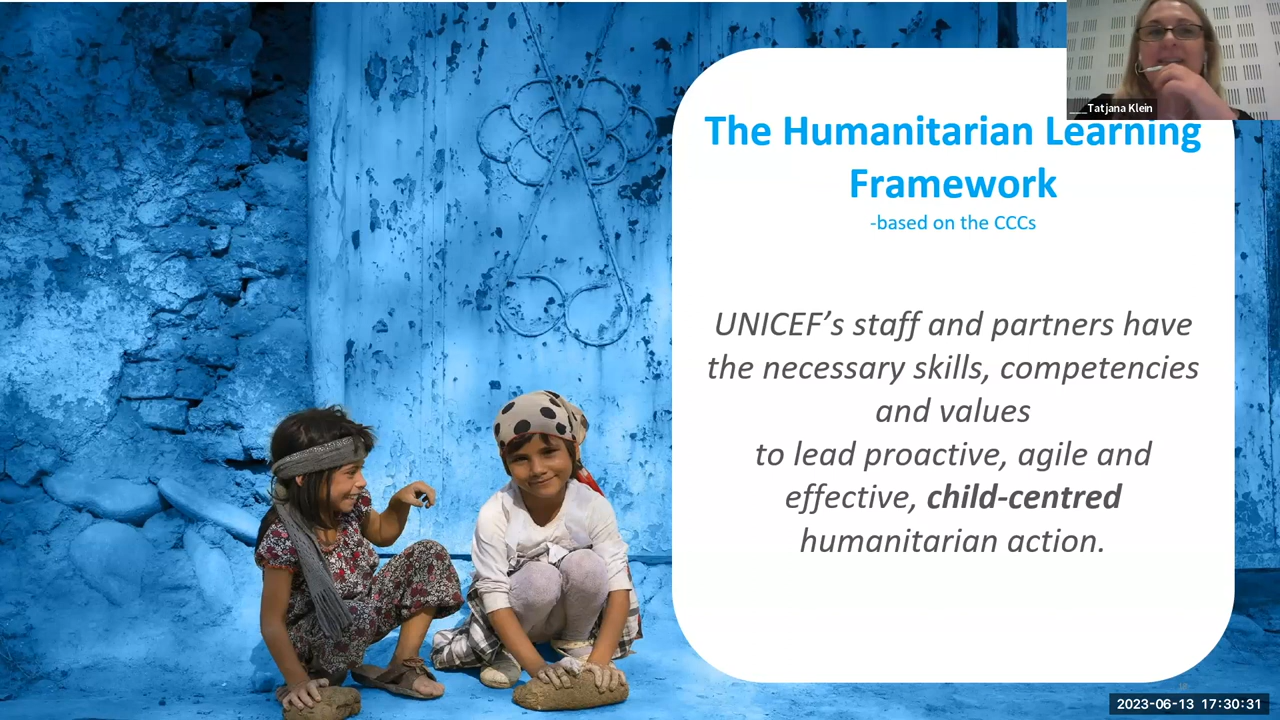 ___Tatjana Klein
The Humanitarian Learning
Framework
-based on the CCCs
UNICEF’s staff and partners have
the necessary skills, competencies
and values
to lead proactive, agile and
effective, child-centred
humanitarian action.
2023-06-13 17:30:31